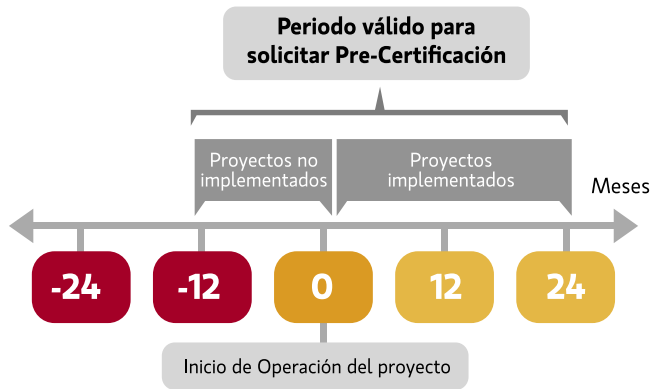 Periodo válido para
solicitar Pre-Certificación
Proyectos no
implementados
Proyectos
implementados
Meses
-24
-12
0
12
24
Inicio de Operación del proyecto